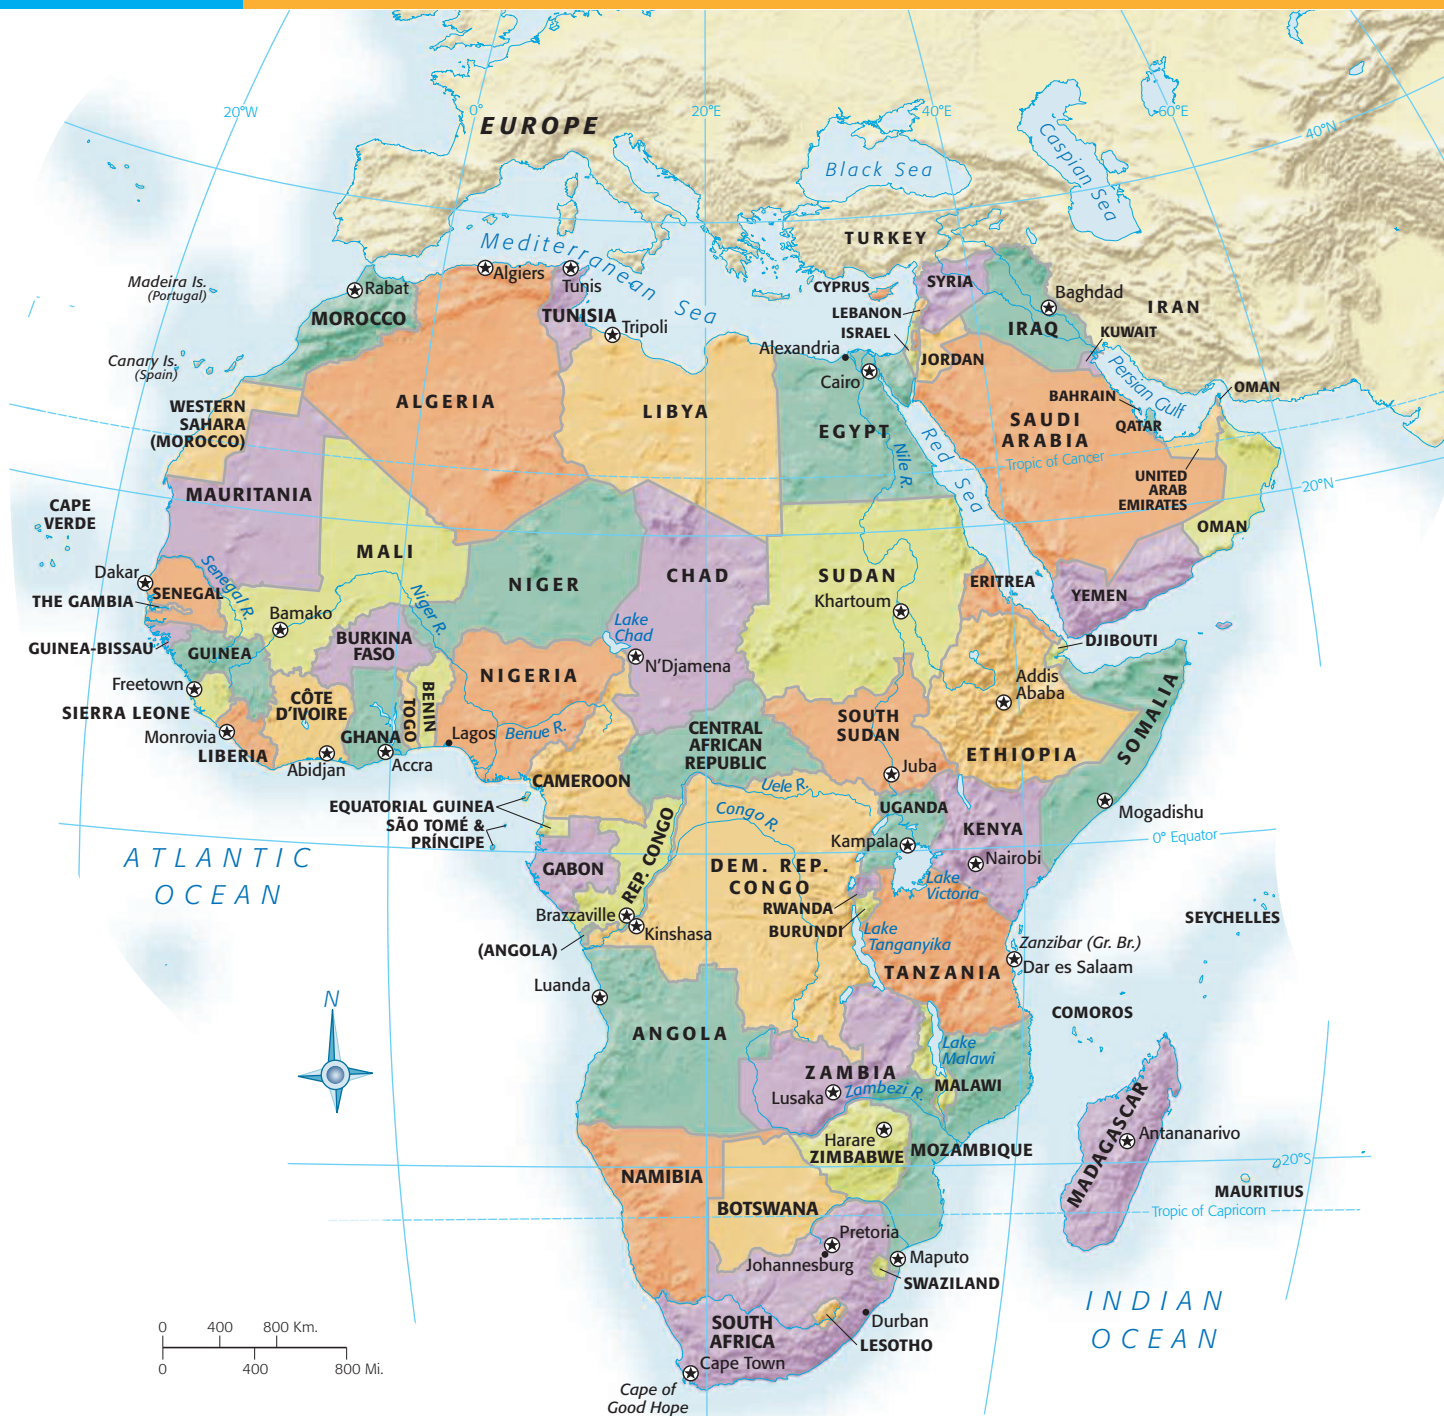 20°W
0°
20°E
40°E
60°E
40°N
EUROPE
Black Sea
Caspian Sea
TURKEY
Mediterranean Sea
Madeira Is.
(Portugal)
Rabat
Algiers
Tunis
CYPRUS
SYRIA
Baghdad
IRAN
MOROCCO
TUNISIA
Tripoli
LEBANON
ISRAEL
IRAQ
KUWAIT
Canary Is.
(Spain)
Alexandria
Cairo
JORDAN
Persian Gulf
OMAN
WESTERN
SAHARA
(MOROCCO)
ALGERIA
LIBYA
EGYPT
Nile R.
Red Sea
SAUDI
ARABIA
BAHRAIN
QATAR
Tropic of Cancer
UNITED
ARAB
EMIRATES
20°N
OMAN
CAPE
VERDE
MAURITANIA
MALI
NIGER
CHAD
SUDAN
Khartoum
ERITREA
YEMEN
Dakar
SENEGAL
Senegal R.
THE GAMBIA
Bamako
Niger R.
Lake
Chad
DJIBOUTI
GUINEA-BISSAU
GUINEA
BURKINA
FASO
N'Djamena
NIGERIA
Addis
Ababa
Freetown
SIERRA LEONE
CÔTE
D'IVOIRE
BENIN
TOGO
GHANA
Lagos
Benue R.
CENTRAL
AFRICAN
REPUBLIC
SOUTH
SUDAN
ETHIOPIA
SOMALIA
Monrovia
LIBERIA
Abidjan
Accra
CAMEROON
Juba
EQUATORIAL GUINEA
SÃO TOMÉ &
PRÍNCIPE
Uele R.
Congo R.
UGANDA
KENYA
Mogadishu
0° Equator
ATLANTIC
OCEAN
GABON
REP. CONGO
DEM. REP.
CONGO
Kampala
Nairobi
Lake
Victoria
RWANDA
BURUNDI
SEYCHELLES
Brazzaville
Kinshasa
(ANGOLA)
Lake
Tanganyika
Zanzibar (Gr. Br.)
Dar es Salaam
TANZANIA
Luanda
N
ANGOLA
COMOROS
ZAMBIA
Lake
Malawi
Lusaka
Zambezi R.
MALAWI
Harare
ZIMBABWE
MOZAMBIQUE
MADAGASCAR
Antananarivo
20°S
NAMIBIA
MAURITIUS
BOTSWANA
Tropic of Capricorn
Pretoria
Johannesburg
Maputo
SWAZILAND
INDIAN
OCEAN
0 400 800 Km.
0 400 800 Mi.
SOUTH
AFRICA
Durban
LESOTHO
Cape Town
Cape of
Good Hope